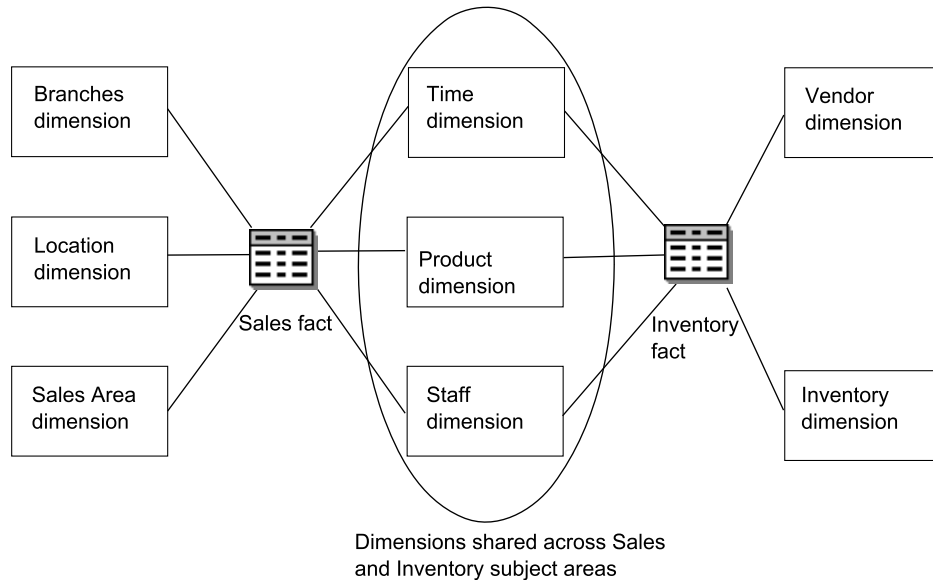 Branches
dimension
Time
dimension
Vendor
dimension
Location
dimension
Product
dimension
Sales fact
Inventory
fact
Sales Area
dimension
Staff
dimension
Inventory
dimension
Dimensions shared across Sales
and Inventory subject areas